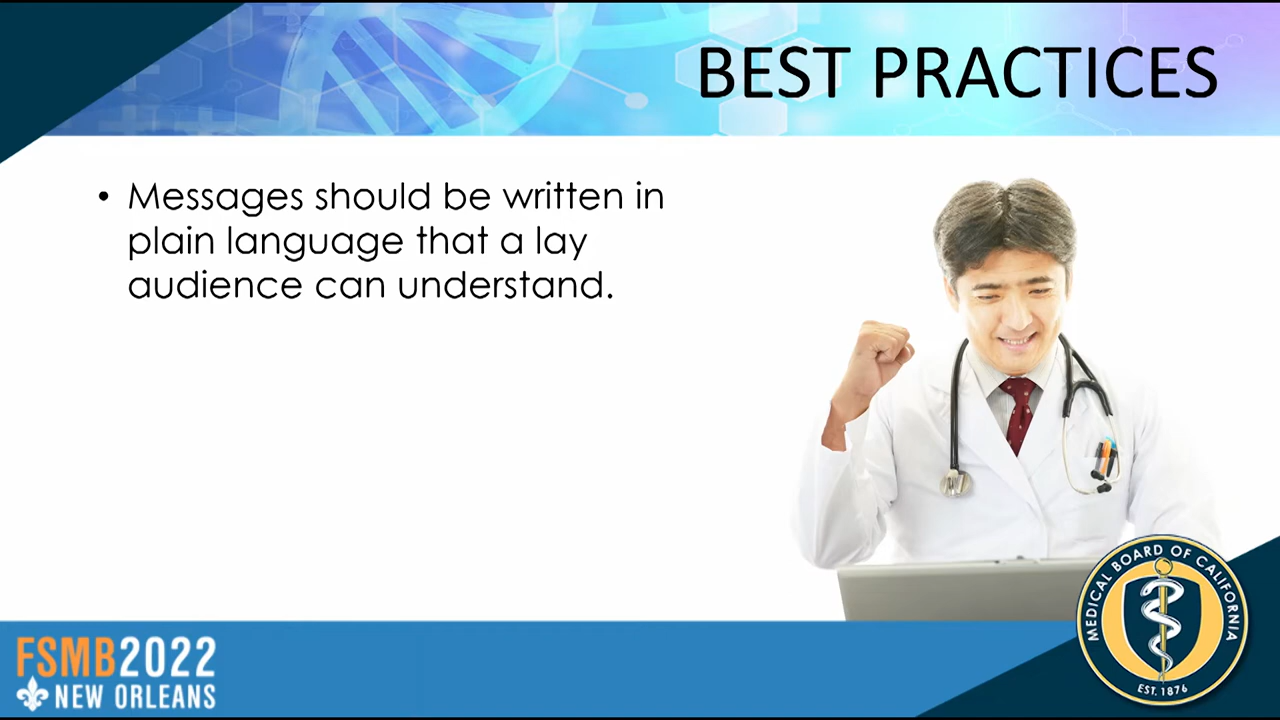 BEST PRACTICES
• Messages should be written in
plain language that a lay
audience can understand.
FSMB2022
NEW ORLEANS
MEDICAL BOARD OF CALIFORNIA
EST. 1876